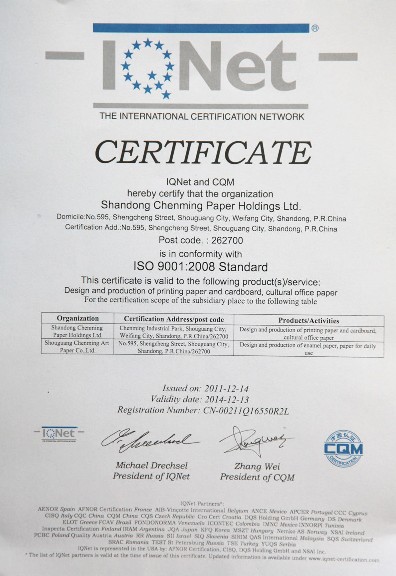 IQNet ®
THE INTERNATIONAL CERTIFICATION NETWORK
CERTIFICATE
IQNet and CQM
hereby certify that the organization
Shandong Chenming Paper Holdings Ltd.
Domicile:No.595, Shengcheng Street, Shouguang City, Weifang City, Shandong, P.R.China
Certification Add.:No.595, Shengcheng Street, Shouguang City, Shandong, P.R.China
Post code. : 262700
is in conformity with
ISO 9001:2008 Standard
This certificate is valid to the following product(s)/service:
Design and production of printing paper and cardboard, cultural office paper
For the certification scope of the subsidiary place to the following table
Organization Certification Address/post code Products/Activities
Shandong Chenming Chenming Industrial Park, Shouguang City, Design and production of printing paper and cardboard,
Paper Holdings Ltd. Weifang City, Shandong, P.R.China/262700 cultural office paper
Shouguang Chenming Art No.595, Shengcheng Street, Shouguang City, Design and production of enamel paper, paper for daily
Paper Co.,Ltd. Shandong, P.R.China/262700 use
Issued on: 2011-12-14
Validity date: 2014-12-13
Registration Number: CN-00211Q16550R2L
IQNet
CQM
Michael Drechsel Zhang Wei
President of IQNet President of CQM
IQNet Partners*:
AENOR Spain AFNOR Certification France AIB-Vinçotte International Belgium ANCE Mexico APCER Portugal CCC Cyprus
CISQ Italy CQC China CQM China CQS Czech Republic Cro Cert Croatia DQS Holding GmbH Germany DS Denmark
ELOT Greece FCAV Brazil FONDONORMA Venezuela ICONTEC Colombia IMNC Mexico INNORPI Tunisia
Inspecta Certification Finland IRAM Argentina JQA Japan KFQ Korea MSZT Hungary Nemko AS Norway NSAI Ireland
PCBC Poland Quality Austria Austria RR Russia SII Israel SIQ Slovenia SIRIM QAS International Malaysia SQS Switzerland
SRAC Romania TEST St Petersburg Russia TSE Turkey YUQS Serbia
IQNet is represented in the USA by: AFNOR Certification, CISQ, DQS Holding GmbH and NSAI Inc.
* The list of IQNet partners is valid at the time of issue of this certificate. Updated information is available under www.iqnet-certification.com